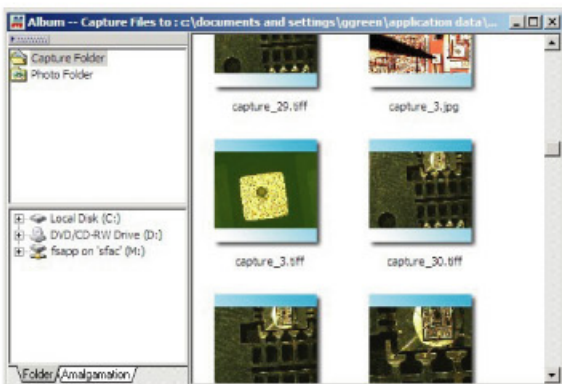 Album -- Capture Files to : c:\documents and settings\ggreen\application data\...
Capture Folder
Photo Folder
capture_29.tiff
capture_3.jpg
capture_3.tiff
capture_30.tiff
Local Disk (C:)
DVD/CD-RW Drive (D:)
fisapp on 'sfac' (M:)
Folder
Amalgamation